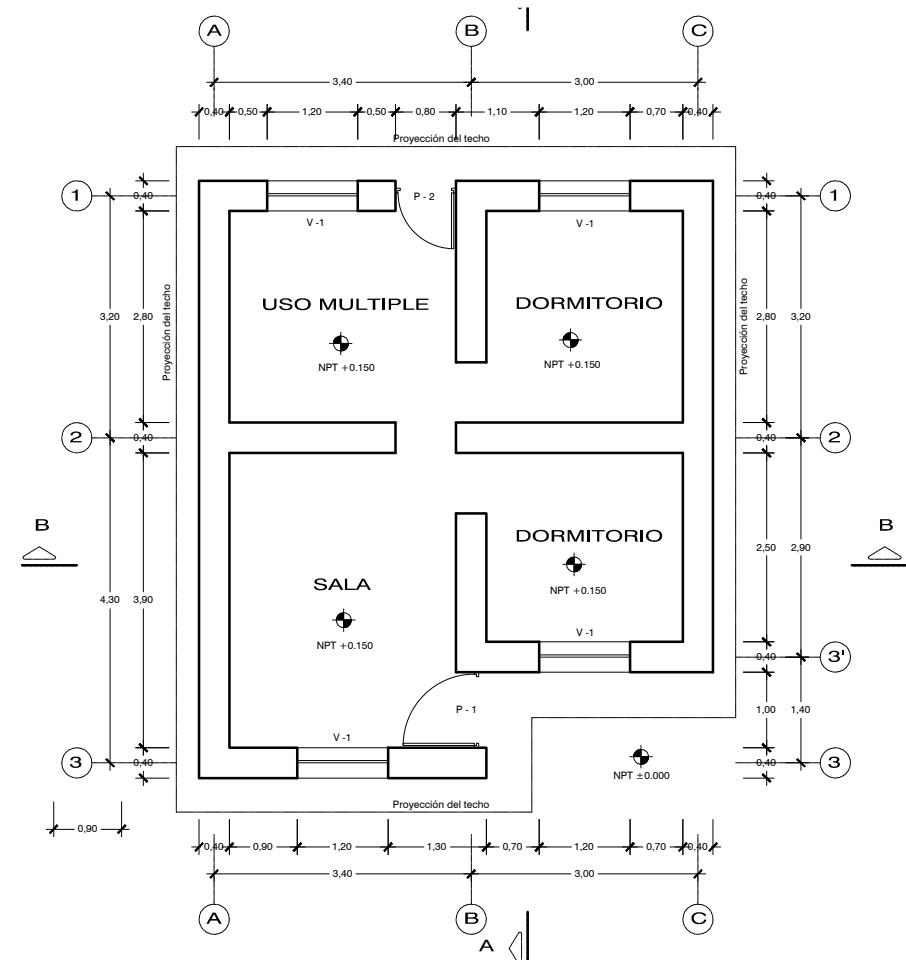 A B C
3,40 3,00
0,40 0,50 1,20 0,50 0,80 1,10 1,20 0,70 0,40
Proyección del techo
1 0,40 P - 2 0,40 1
V -1 V -1
USO MULTIPLE DORMITORIO
3,20 2,80 Proyección del techo Proyección del techo 2,80 3,20
NPT +0.150 NPT +0.150
2 0,40 0,40 2
B B
DORMITORIO
2,50 2,90
SALA NPT +0.150
4,30 3,90
NPT +0.150 V -1
0,40 3'
P - 1 1,00 1,40
V -1
3 0,40 0,40 3
NPT ±0.000
Proyección del techo
0,90
0,40 0,90 1,20 1,30 0,70 1,20 0,70 0,40
3,40 3,00
A B C
A